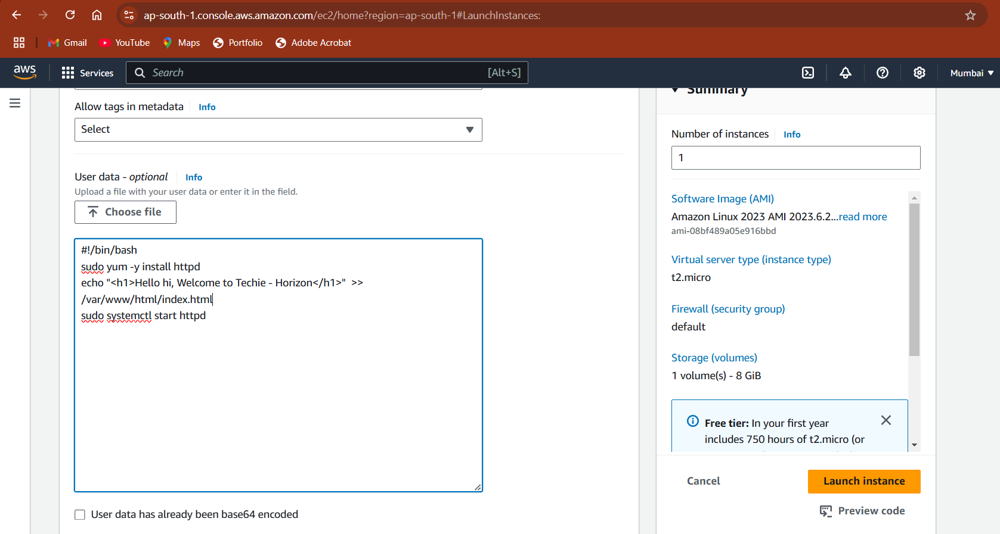 ap-south-1.console.aws.amazon.com/ec2/home?region=ap-south-1#LaunchInstances:
Gmail YouTube Maps Portfolio Adobe Acrobat
aws Services Search [Alt+S] Mumbai
Allow tags in metadata Info
Select
User data - optional Info
Upload a file with your user data or enter it in the field.
Choose file
#!/bin/bash
sudo yum -y install httpd
echo "<h1>Hello hi, Welcome to Techie - Horizon</h1>"  >>
/var/www/html/index.html
sudo systemctl start httpd
User data has already been base64 encoded
Summary
Number of instances Info
1
Software Image (AMI)
Amazon Linux 2023 AMI 2023.6.2...read more
ami-08bf489a05e916bbd
Virtual server type (instance type)
t2.micro
Firewall (security group)
default
Storage (volumes)
1 volume(s) - 8 GiB
Free tier: In your first year
includes 750 hours of t2.micro (or
Cancel Launch instance
Preview code